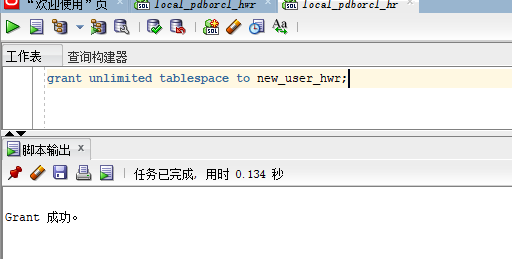 “欢迎使用”页 local_pdborcl_hwr local_pdborcl_hr
工作表 查询构建器
grant unlimited tablespace to new_user_hwr;
脚本输出 x
任务已完成, 用时 0.134 秒
Grant 成功。